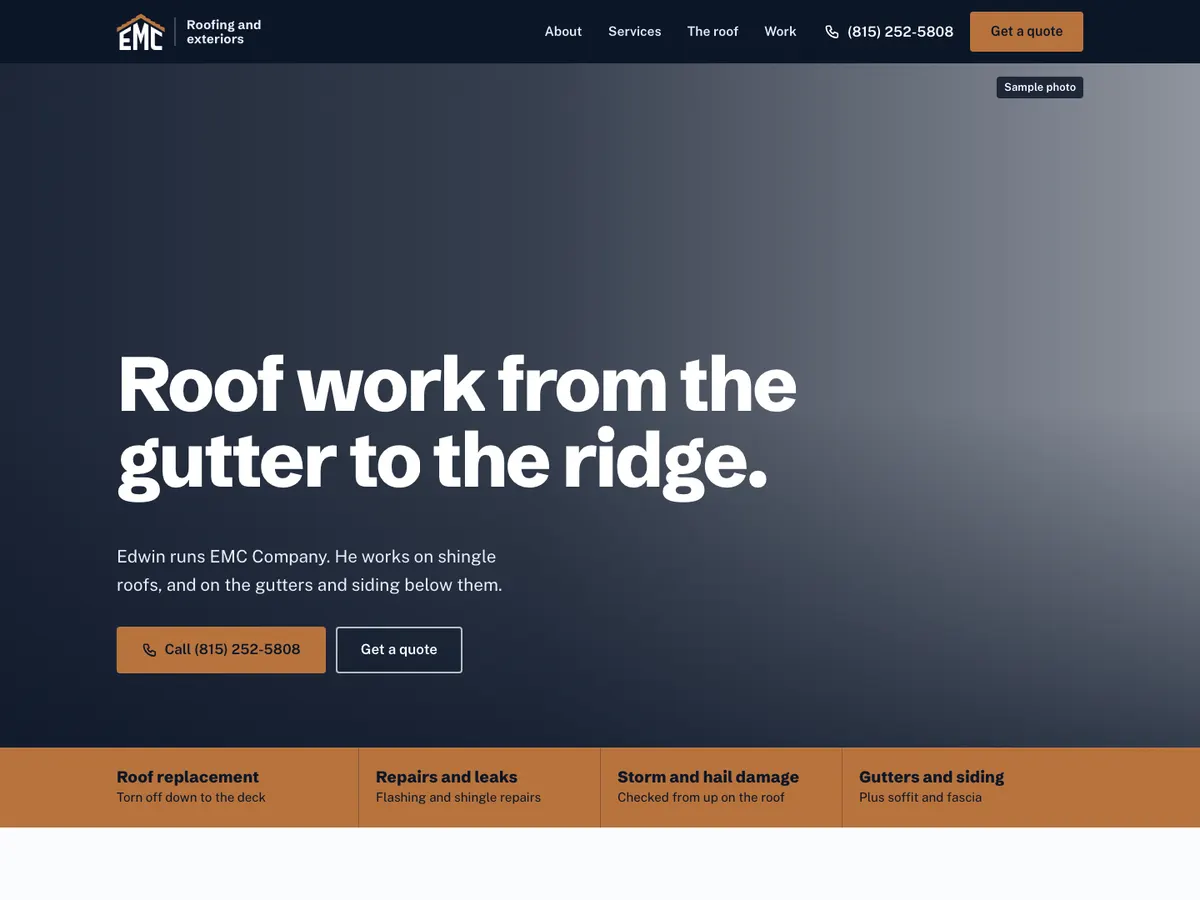 EMC
Roofing and
exteriors
About
Services
The roof
Work
(815) 252-5808
Get a quote
Sample photo
Roof work from the
gutter to the ridge.
Edwin runs EMC Company. He works on shingle
roofs, and on the gutters and siding below them.
Call (815) 252-5808
Get a quote
Roof replacement
Torn off down to the deck
Repairs and leaks
Flashing and shingle repairs
Storm and hail damage
Checked from up on the roof
Gutters and siding
Plus soffit and fascia